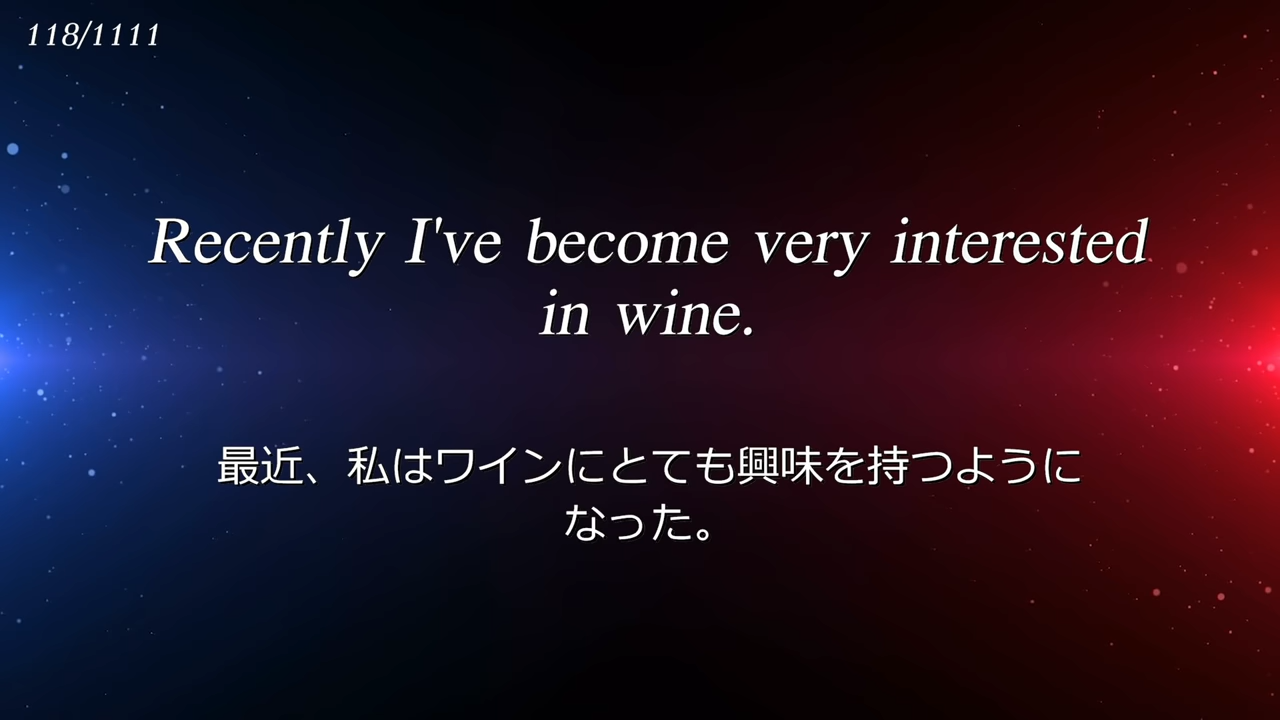 118/1111
Recently I've become very interested
in wine.
最近、私はワインにとても興味を持つように
なった。